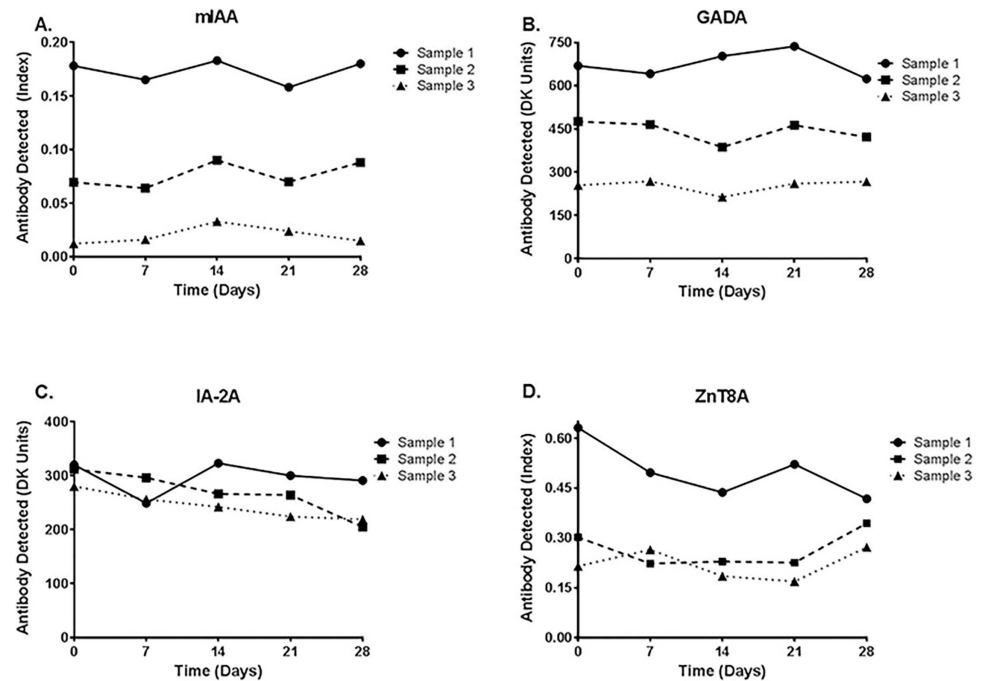 A.
mIAA
Antibody Detected (Index)
0.20
0.15
0.10
0.05
0.00
0 7 14 21 28
Time (Days)
Sample 1
Sample 2
Sample 3
B.
GADA
Antibody Detected (DK Units)
750
600
450
300
150
0
0 7 14 21 28
Time (Days)
Sample 1
Sample 2
Sample 3
C.
IA-2A
Antibody Detected (DK Units)
400
300
200
100
0
0 7 14 21 28
Time (Days)
Sample 1
Sample 2
Sample 3
D.
ZnT8A
Antibody Detected (Index)
0.60
0.45
0.30
0.15
0.00
0 7 14 21 28
Time (Days)
Sample 1
Sample 2
Sample 3